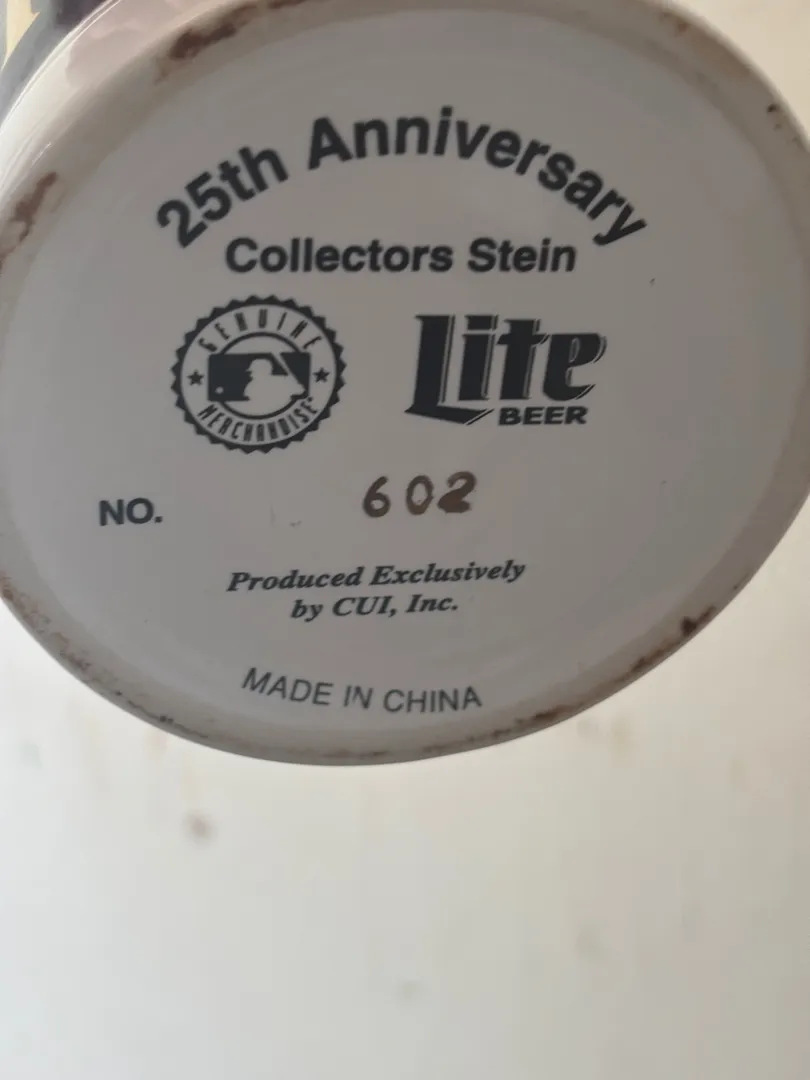 25th Anniversary
Collectors Stein
GENUINE
MERCHANDISE
Lite
BEER
NO. 602
Produced Exclusively
by CUI, Inc.
MADE IN CHINA